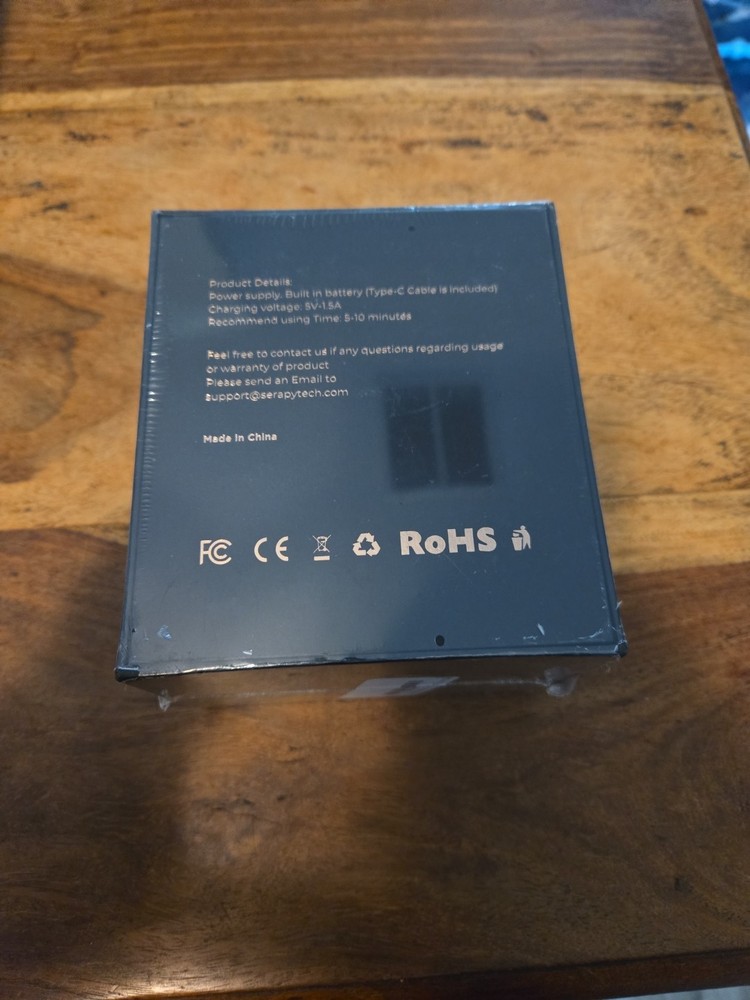 Product Details:
Power supply: Built in battery (Type-C Cable is included)
Charging voltage: 5V-1.5A
Recommend using Time: 5-10 minutes
Feel free to contact us if any questions regarding usage
or warranty of product
Please send an Email to
support@serapytech.com
Made in China
FC CE RoHS